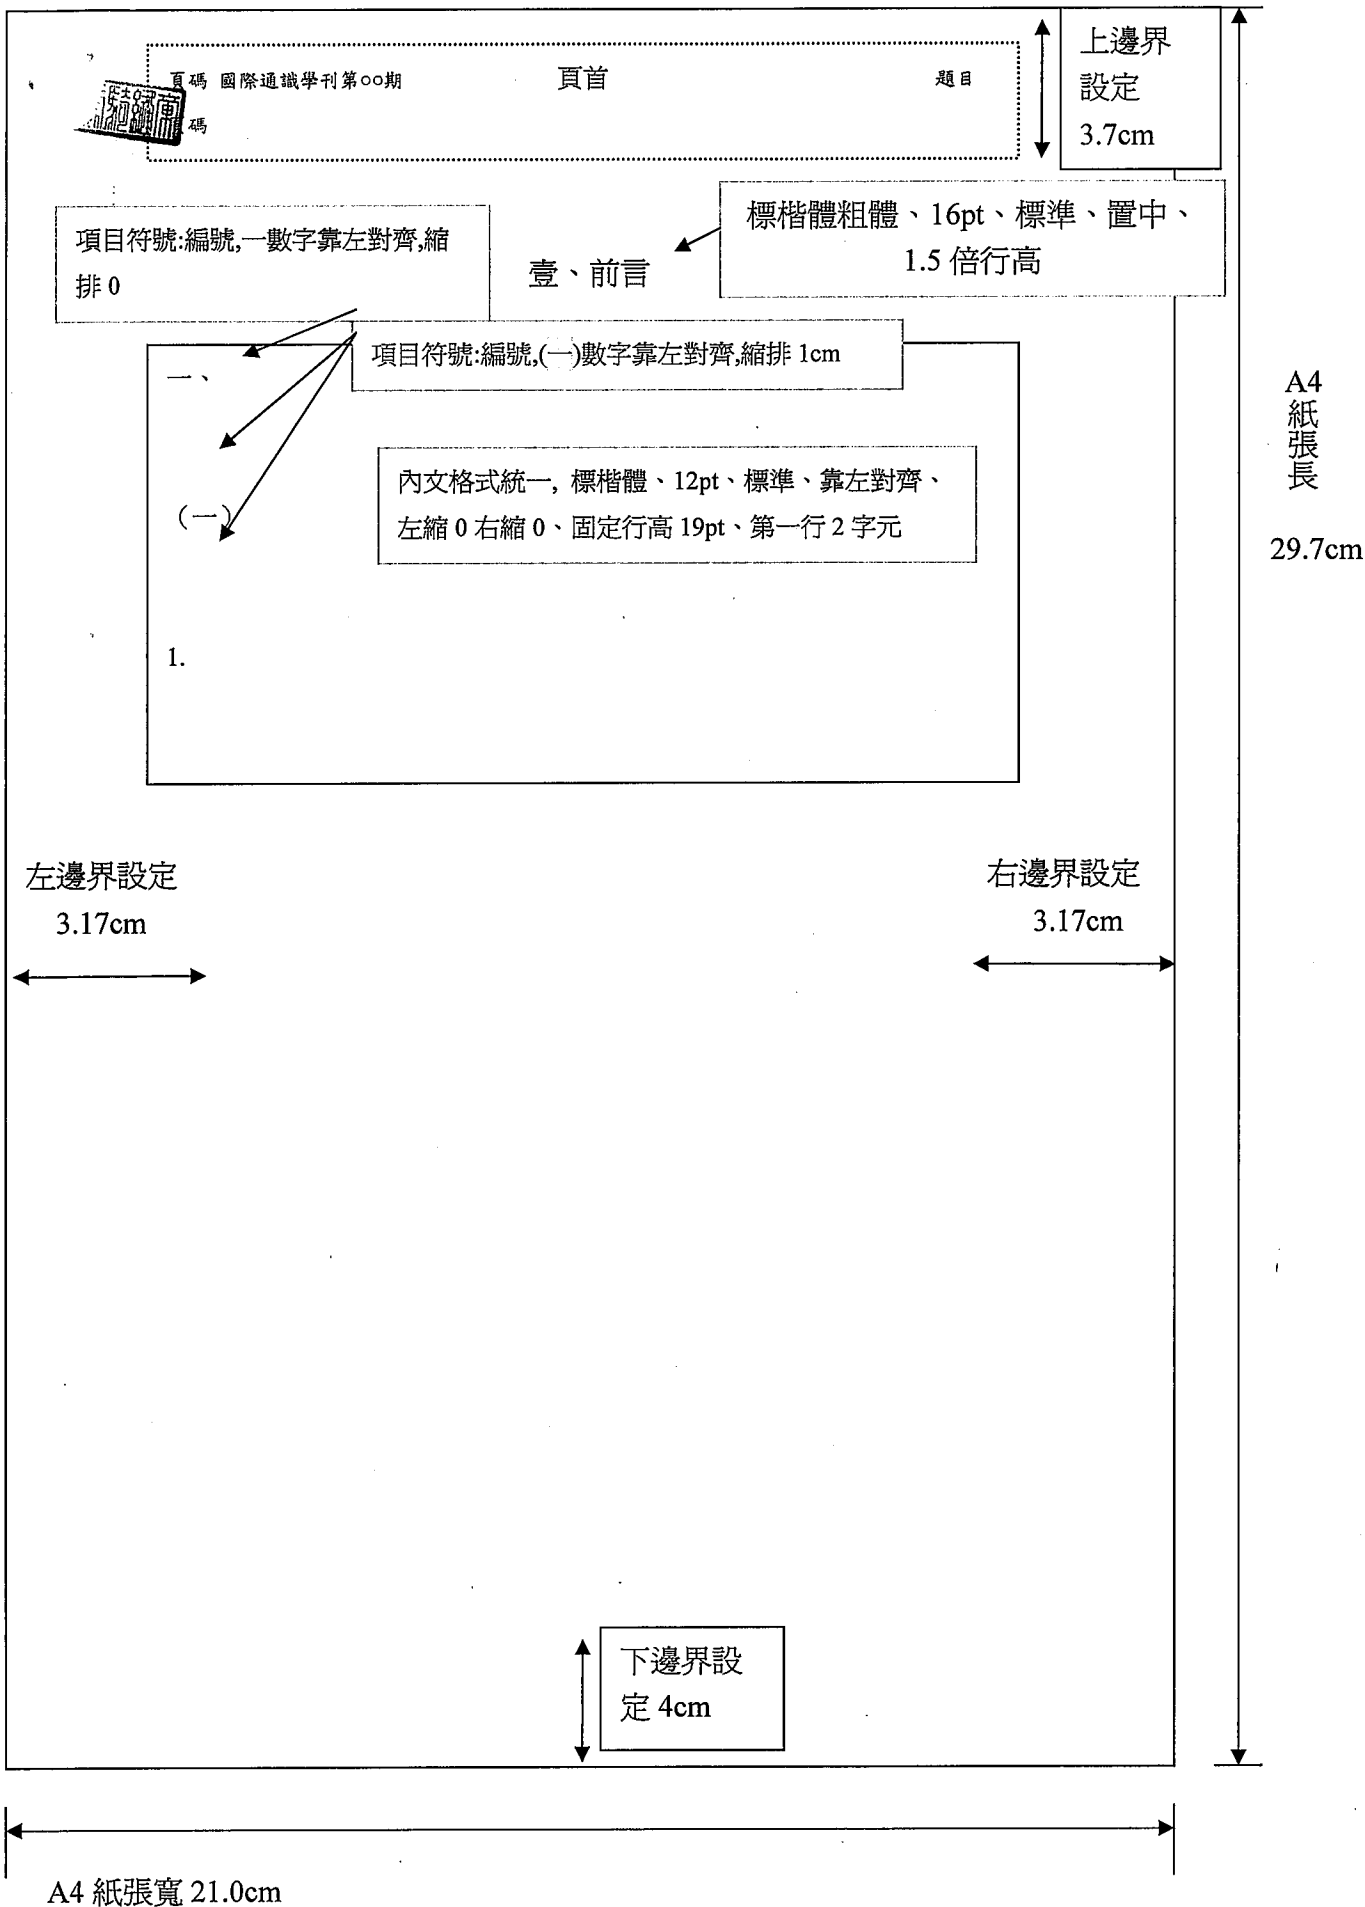 頁碼 國際通識學刊第○○期 頁首 題目
碼
上邊界
設定
3.7cm
標楷體粗體、16pt、標準、置中、
1.5 倍行高
項目符號:編號,一數字靠左對齊,縮
排 0
壹、前言
項目符號:編號,(一)數字靠左對齊,縮排 1cm
一、
內文格式統一, 標楷體、12pt、標準、靠左對齊、
左縮 0 右縮 0、固定行高 19pt、第一行 2 字元
(一)
1.
A4
紙
張
長
29.7cm
左邊界設定
3.17cm
右邊界設定
3.17cm
下邊界設
定 4cm
A4 紙張寬 21.0cm